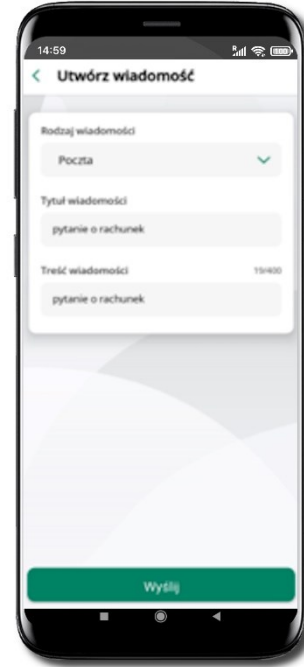 14:59
Utwórz wiadomość
Rodzaj wiadomości
Poczta
Tytuł wiadomości
pytanie o rachunek
Treść wiadomości 19/400
pytanie o rachunek
Wyślij